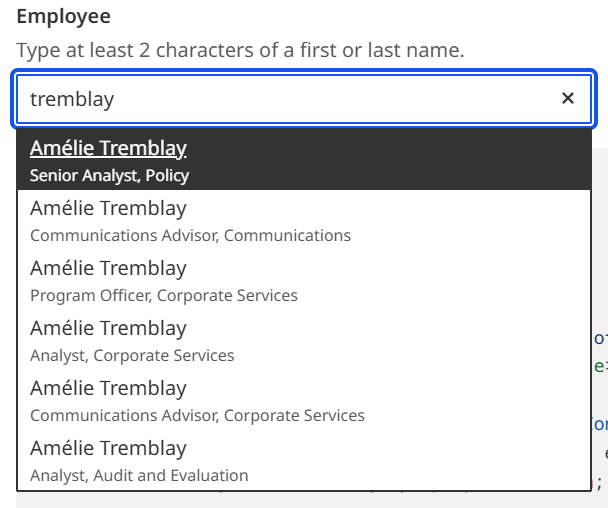 Employee
Type at least 2 characters of a first or last name.
tremblay
Amélie Tremblay
Senior Analyst, Policy
Amélie Tremblay
Communications Advisor, Communications
Amélie Tremblay
Program Officer, Corporate Services
Amélie Tremblay
Analyst, Corporate Services
Amélie Tremblay
Communications Advisor, Corporate Services
Amélie Tremblay
Analyst, Audit and Evaluation